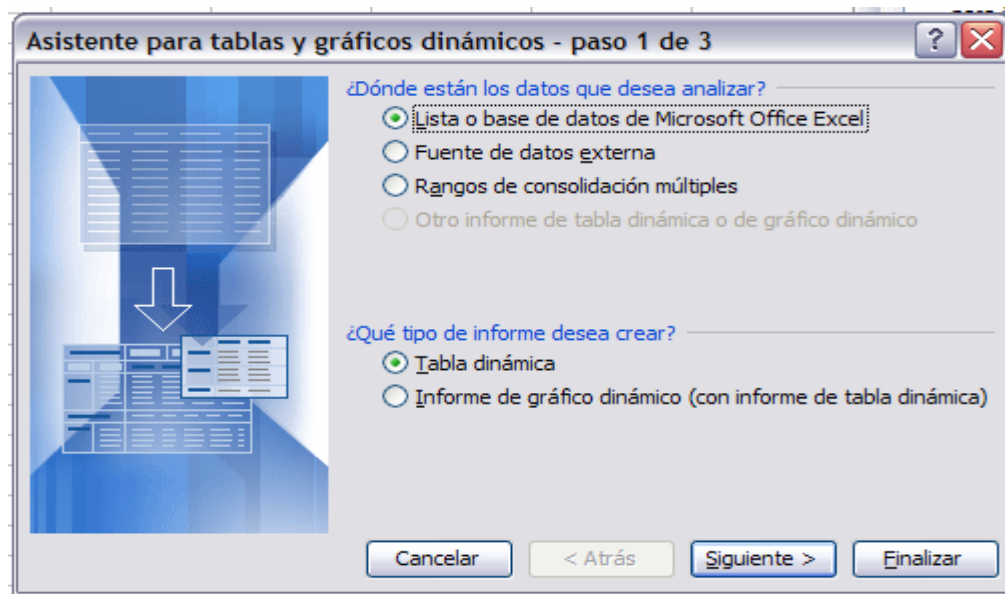 Asistente para tablas y gráficos dinámicos - paso 1 de 3
¿Dónde están los datos que desea analizar?
Lista o base de datos de Microsoft Office Excel
Fuente de datos externa
Rangos de consolidación múltiples
Otro informe de tabla dinámica o de gráfico dinámico
¿Qué tipo de informe desea crear?
Tabla dinámica
Informe de gráfico dinámico (con informe de tabla dinámica)
Cancelar < Atrás Siguiente > Finalizar